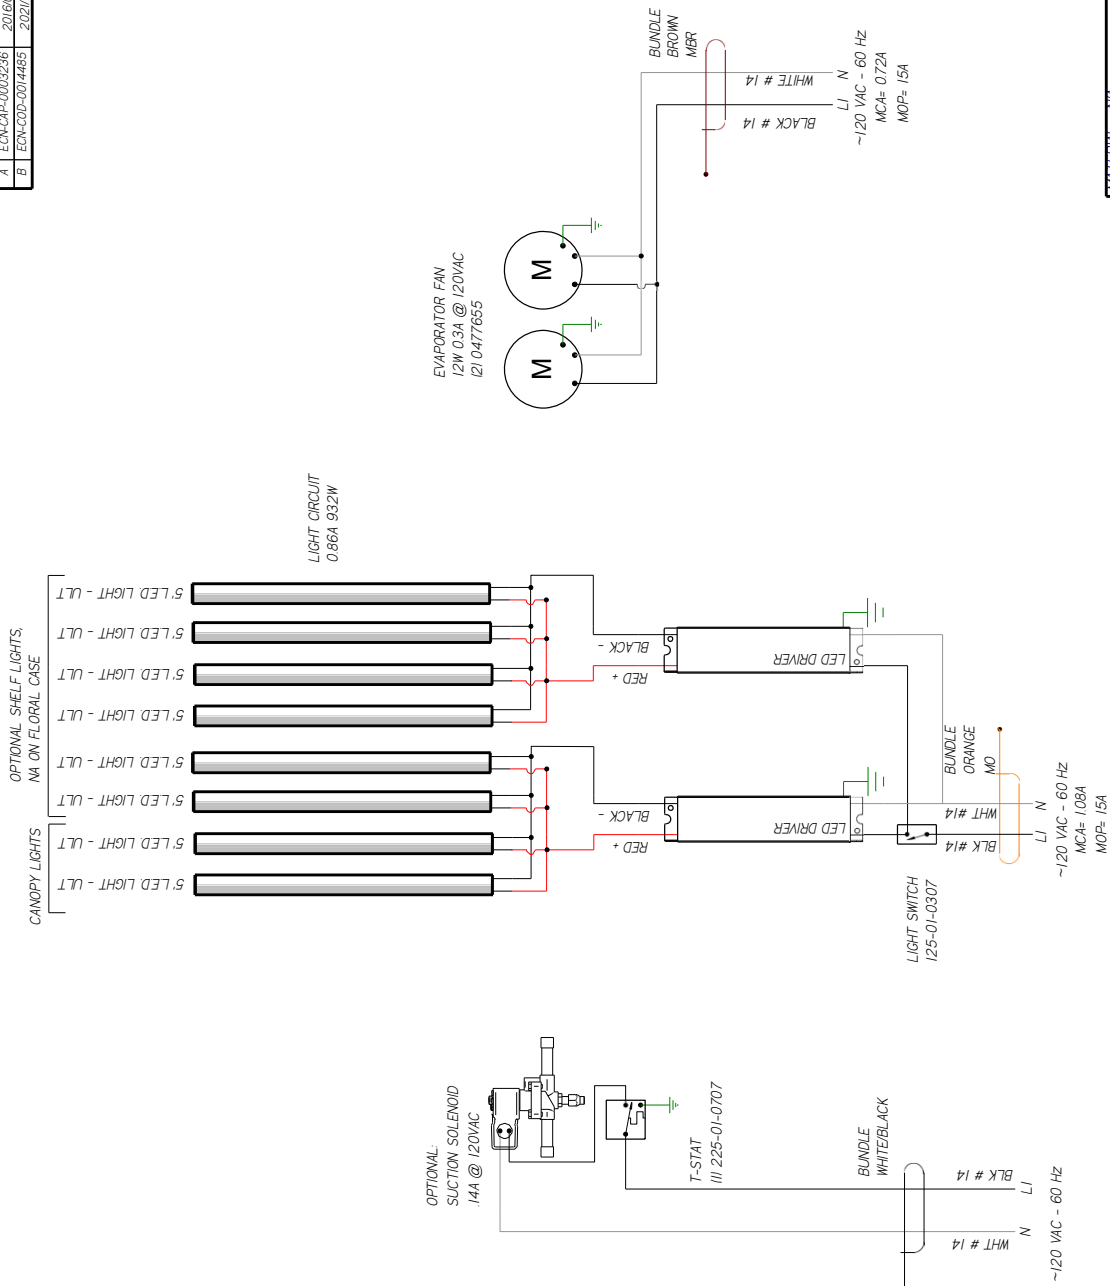 A ECN-CAP-0003236
B ECN-COD-0014485
BUNDLE
BROWN
MBR
WHITE # 14
BLACK # 14
N
L1
~120 VAC - 60 Hz
MCA= 0.72A
MOP= 15A
EVAPORATOR FAN
12W 0.3A @ 120VAC
121 0477655
M
M
LIGHT CIRCUIT
0.86A 932W
OPTIONAL SHELF LIGHTS,
NA ON FLORAL CASE
CANOPY LIGHTS
5' LED. LIGHT - ULT
5' LED. LIGHT - ULT
5' LED. LIGHT - ULT
5' LED. LIGHT - ULT
5' LED. LIGHT - ULT
5' LED. LIGHT - ULT
5' LED. LIGHT - ULT
5' LED. LIGHT - ULT
BLACK -
RED +
LED DRIVER
BLACK -
RED +
LED DRIVER
BUNDLE
ORANGE
MO
WHT #14
BLK #14
N
L1
~120 VAC - 60 Hz
MCA= 1.08A
MOP= 15A
LIGHT SWITCH
125-01-0307
OPTIONAL:
SUCTION SOLENOID
.14A @ 120VAC
T-STAT
111 225-01-0707
BUNDLE
WHITE/BLACK
BLK # 14
WHT # 14
L1
N
~120 VAC - 60 Hz